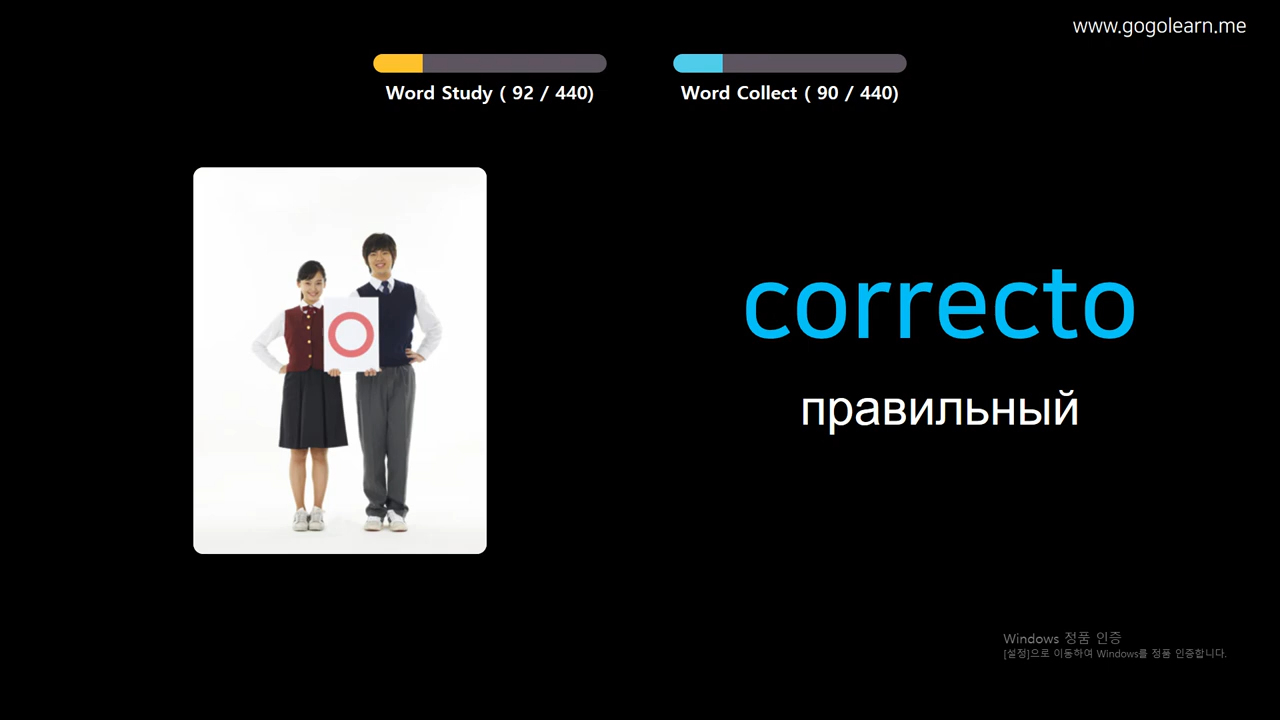 www.gogolearn.me
Word Study ( 92 / 440)
Word Collect ( 90 / 440)
correcto
правильный
Windows 정품 인증
[설정]으로 이동하여 Windows를 정품 인증합니다.